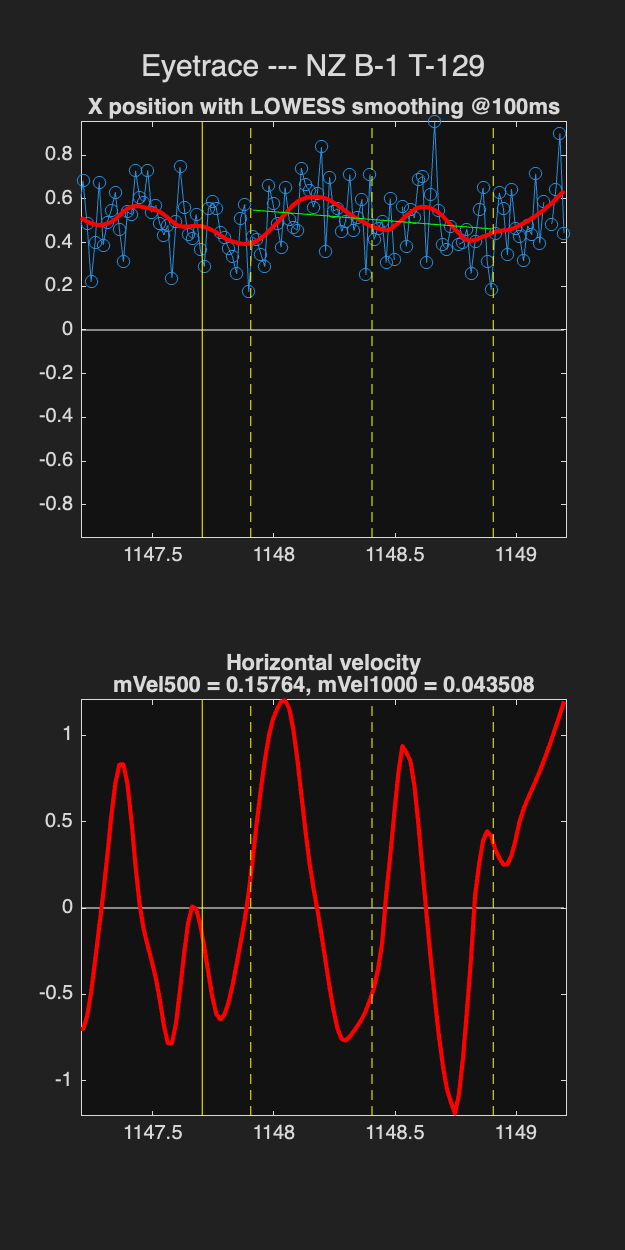 Eyetrace --- NZ B-1 T-129
X position with LOWESS smoothing @100ms
0.8
0.6
0.4
0.2
0
-0.2
-0.4
-0.6
-0.8
1147.5 1148 1148.5 1149
Horizontal velocity
mVel500 = 0.15764, mVel1000 = 0.043508
1
0.5
0
-0.5
-1
1147.5 1148 1148.5 1149